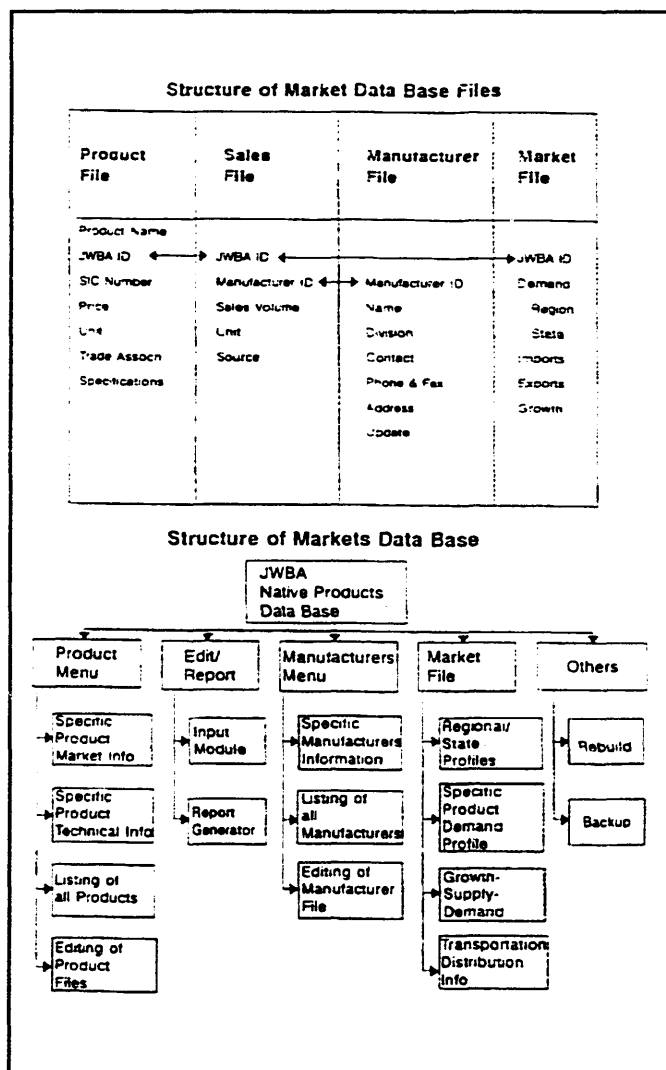 Structure of Market Data Base Files
Product File
Sales File
Manufacturer File
Market File
Product Name
JWBA ID
SIC Number
Price
Unit
Trade Assocn
Specifications
JWBA ID
Manufacturer ID
Sales Volume
Unit
Source
Manufacturer ID
Name
Division
Contact
Phone & Fax
Address
Update
JWBA ID
Demand
Region
State
Imports
Exports
Growth
Structure of Markets Data Base
JWBA
Native Products
Data Base
Product
Menu
Edit/
Report
Manufacturers
Menu
Market
File
Others
Specific
Product
Market Info
Specific
Product
Technical Info
Listing of
all Products
Editing of
Product
Files
Input
Module
Report
Generator
Specific
Manufacturers
Information
Listing of
all
Manufacturers
Editing of
Manufacturer
File
Regional/
State
Profiles
Specific
Product
Demand
Profile
Growth-
Supply-
Demand
Transportation
Distribution
Info
Rebuild
Backup